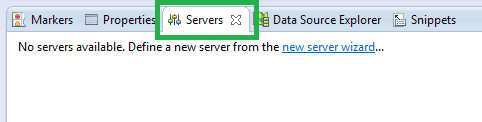 Markers Properties Servers Data Source Explorer Snippets
No servers available. Define a new server from the new server wizard...